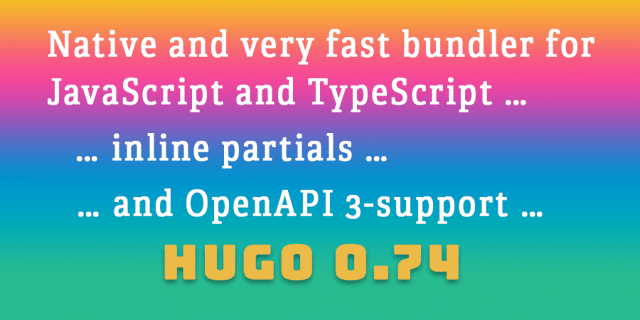 Native and very fast bundler for
JavaScript and TypeScript ...
... inline partials ...
... and OpenAPI 3-support ...
HUGO 0.74